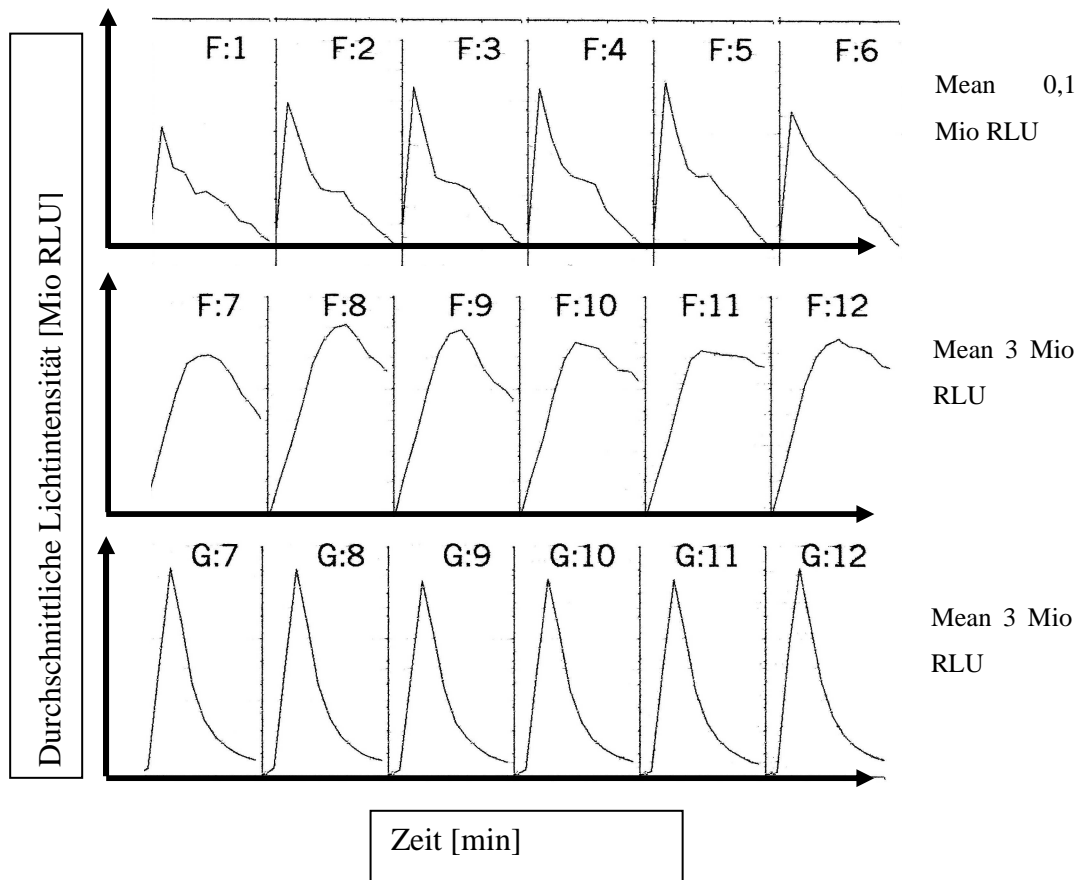 Durchschnittliche Lichtintensität [Mio RLU]
F:1 F:2 F:3 F:4 F:5 F:6
Mean 0,1
Mio RLU
F:7 F:8 F:9 F:10 F:11 F:12
Mean 3 Mio
RLU
G:7 G:8 G:9 G:10 G:11 G:12
Mean 3 Mio
RLU
Zeit [min]